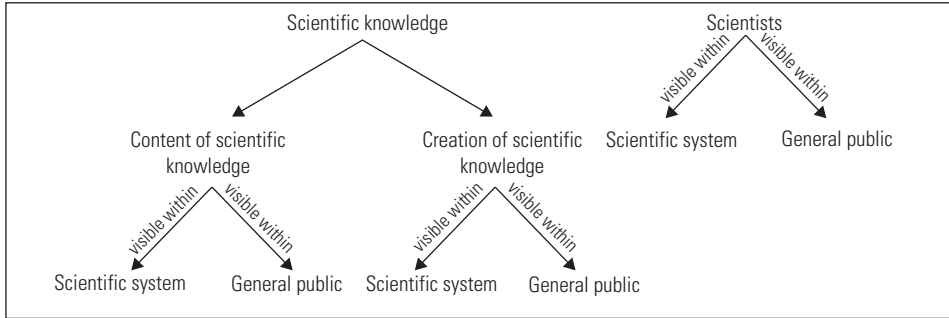 Scientific knowledge
Scientists
visible within
visible within
Scientific system
General public
Content of scientific
knowledge
Creation of scientific
knowledge
visible within
visible within
visible within
visible within
Scientific system
General public
Scientific system
General public